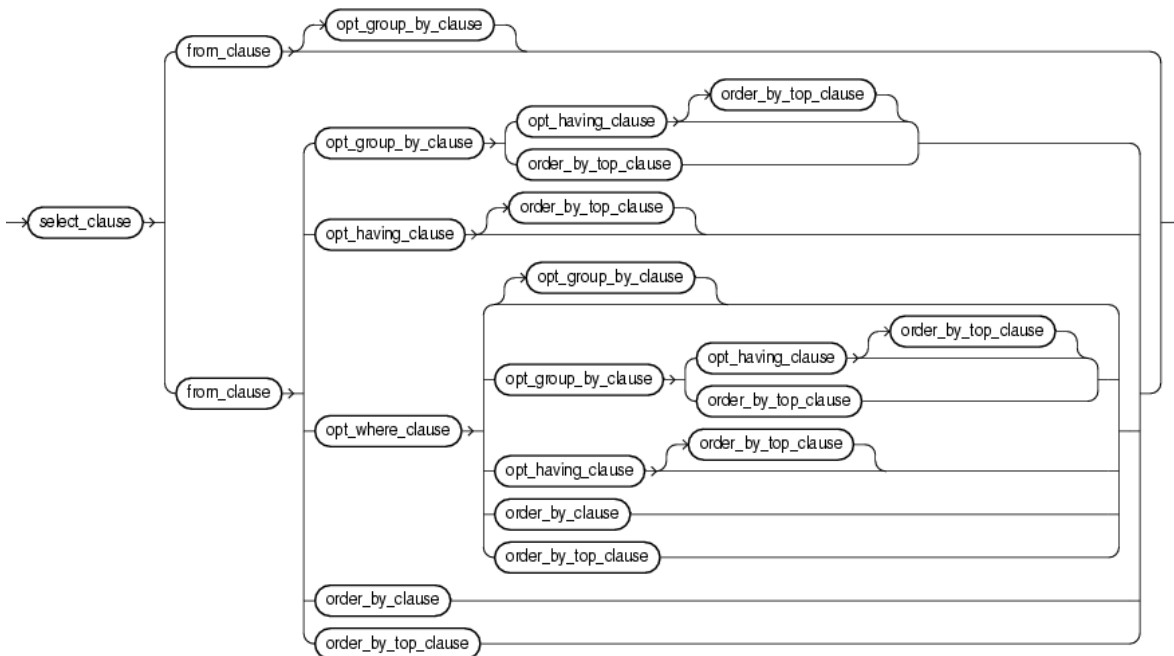 opt_group_by_clause
from_clause
order_by_top_clause
opt_having_clause
opt_group_by_clause
order_by_top_clause
order_by_top_clause
select_clause
opt_having_clause
opt_group_by_clause
order_by_top_clause
opt_having_clause
opt_group_by_clause
from_clause
order_by_top_clause
opt_where_clause
order_by_top_clause
opt_having_clause
order_by_clause
order_by_top_clause
order_by_clause
order_by_top_clause